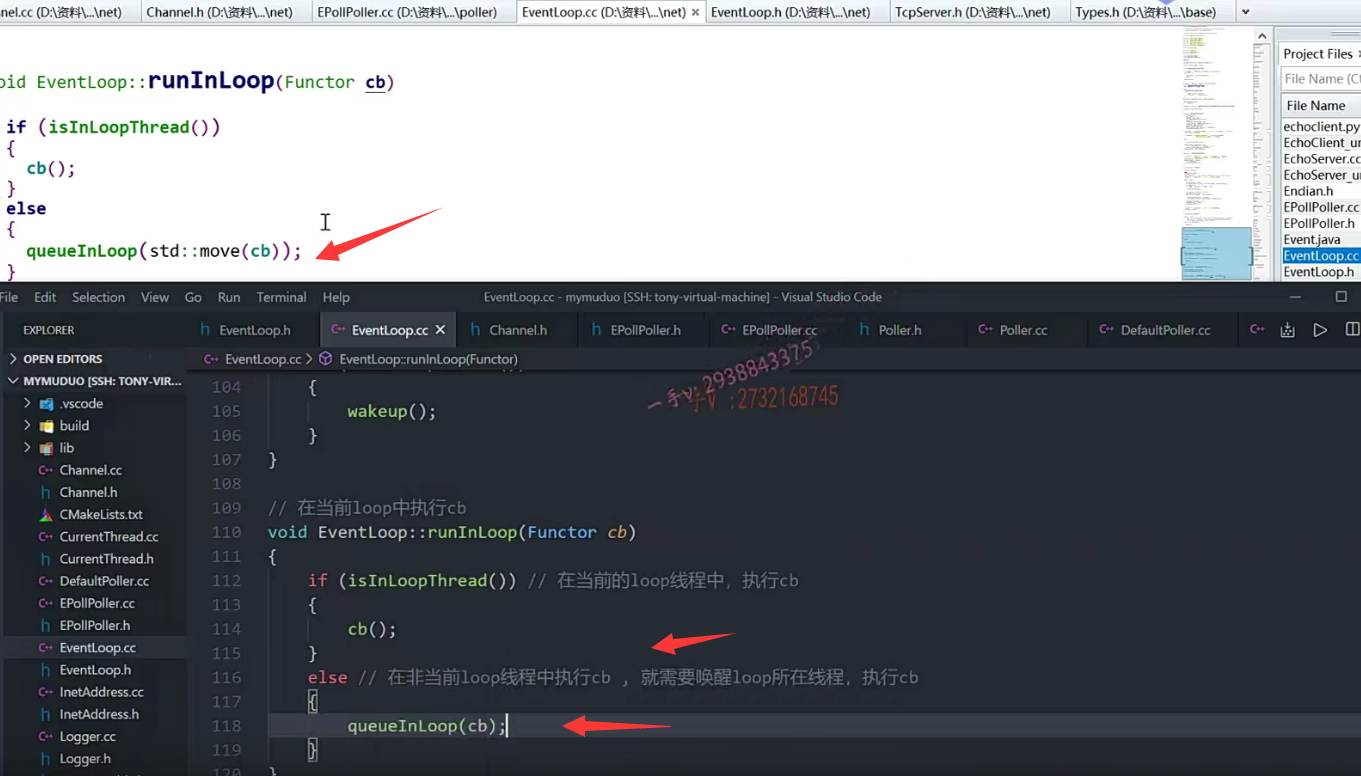 nel.cc (D:\资料\...\net)
Channel.h (D:\资料\...\net)
EPollPoller.cc (D:\资料\...\poller)
EventLoop.cc (D:\资料\...\net) ×
EventLoop.h (D:\资料\...\net)
TcpServer.h (D:\资料\...\net)
Types.h (D:\资料\...\base)
oid EventLoop::runInLoop(Functor cb)
if (isInLoopThread())
{
cb();
}
else
{
queueInLoop(std::move(cb));
}
Project Files
File Name (Ct
File Name
echoclient.py
EchoClient_un
EchoServer.cc
EchoServer_un
Endian.h
EPollPoller.cc
EPollPoller.h
Event.java
EventLoop.cc
EventLoop.h
File Edit Selection View Go Run Terminal Help
EventLoop.cc - mymuduo [SSH: tony-virtual-machine] - Visual Studio Code
EXPLORER
OPEN EDITORS
MYMUDUO [SSH: TONY-VIR...
.vscode
build
lib
Channel.cc
Channel.h
CMakeLists.txt
CurrentThread.cc
CurrentThread.h
DefaultPoller.cc
EPollPoller.cc
EPollPoller.h
EventLoop.cc
EventLoop.h
InetAddress.cc
InetAddress.h
Logger.cc
Logger.h
EventLoop.h
C++ EventLoop.cc ×
Channel.h
EPollPoller.h
C++ EPollPoller.cc
Poller.h
C++ Poller.cc
C++ DefaultPoller.cc
C++ EventLoop.cc > EventLoop::runInLoop(Functor)
104 {
105 wakeup();
106 }
107 }
108
109 // 在当前loop中执行cb
110 void EventLoop::runInLoop(Functor cb)
111 {
112 if (isInLoopThread()) // 在当前的loop线程中，执行cb
113 {
114 cb();
115 }
116 else // 在非当前loop线程中执行cb ，就需要唤醒loop所在线程，执行cb
117 {
118 queueInLoop(cb);
119 }
120 }
一手v:2938843375
手v :2732168745